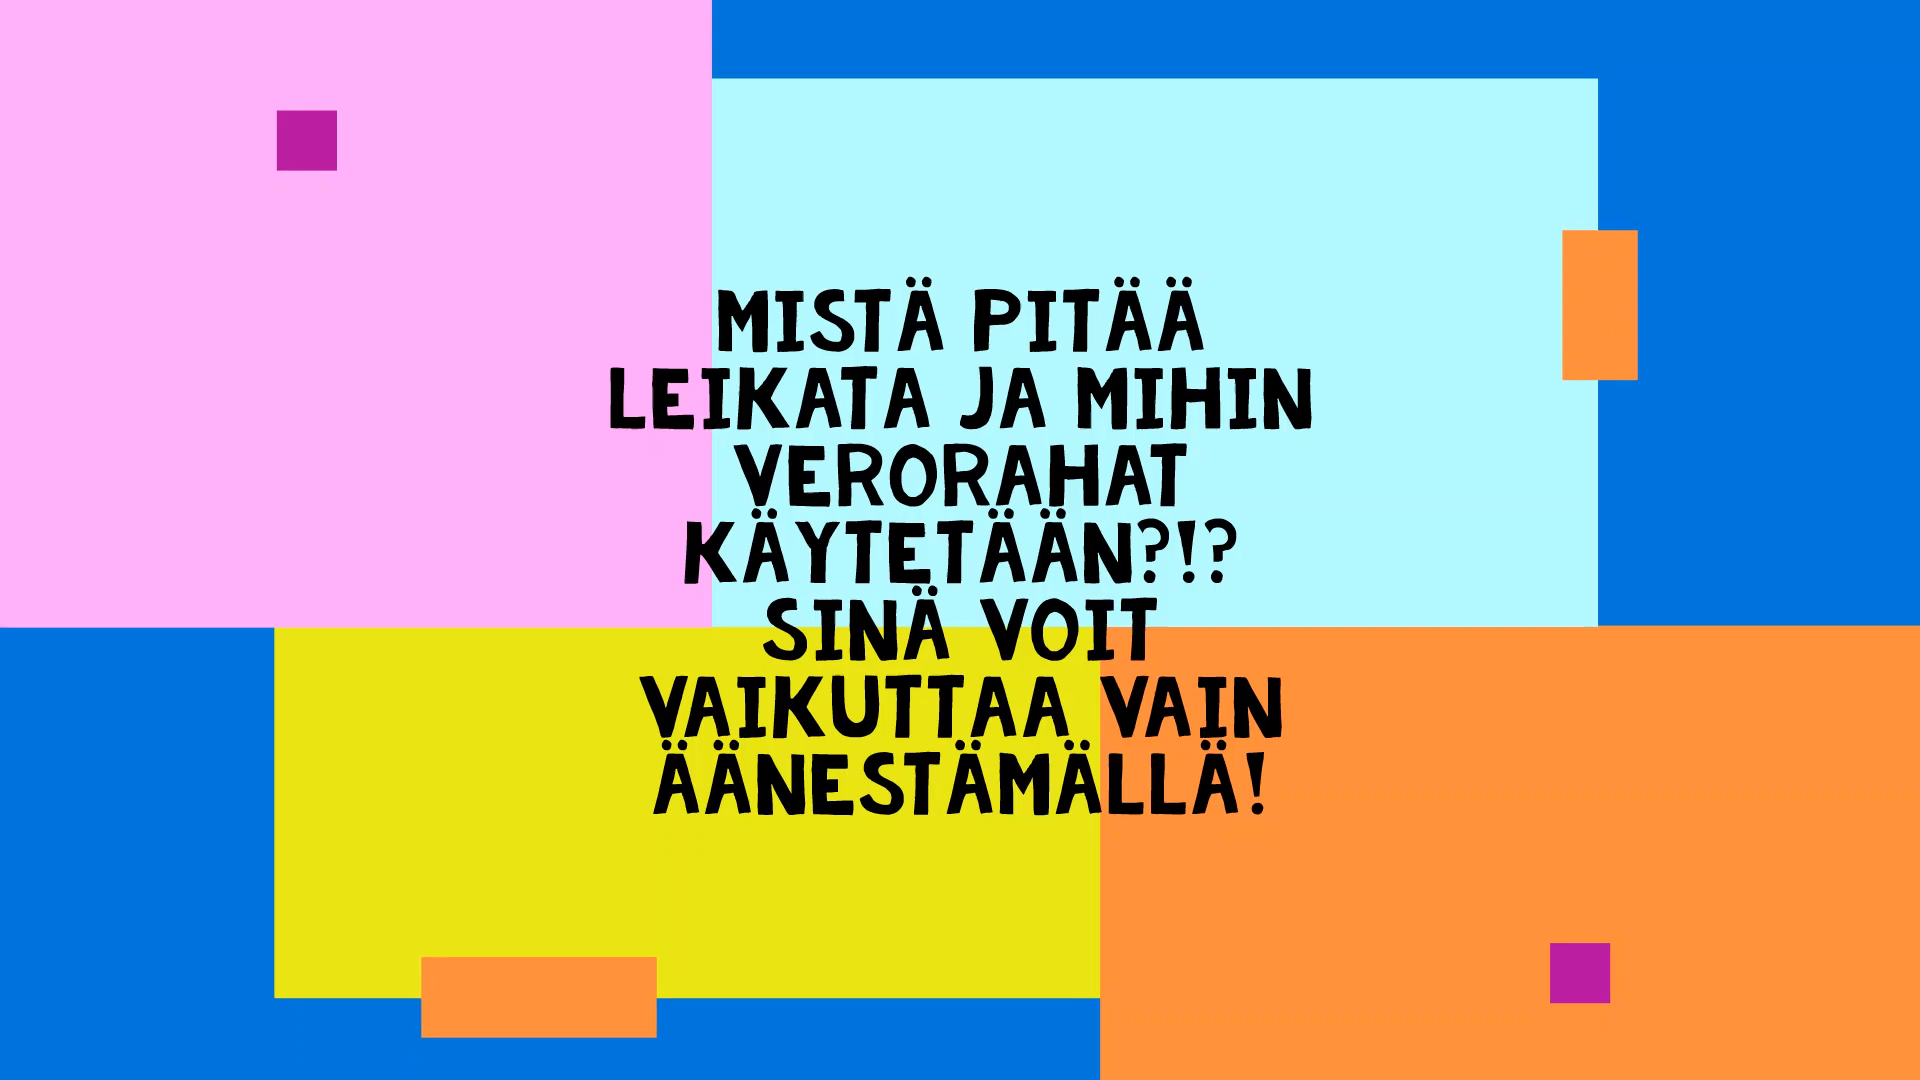 MISTÄ PITÄÄ
LEIKATA JA MIHIN
VERORAHAT
KÄYTETÄÄN?!?
SINÄ VOIT
VAIKUTTAA VAIN
ÄÄNESTÄMÄLLÄ!